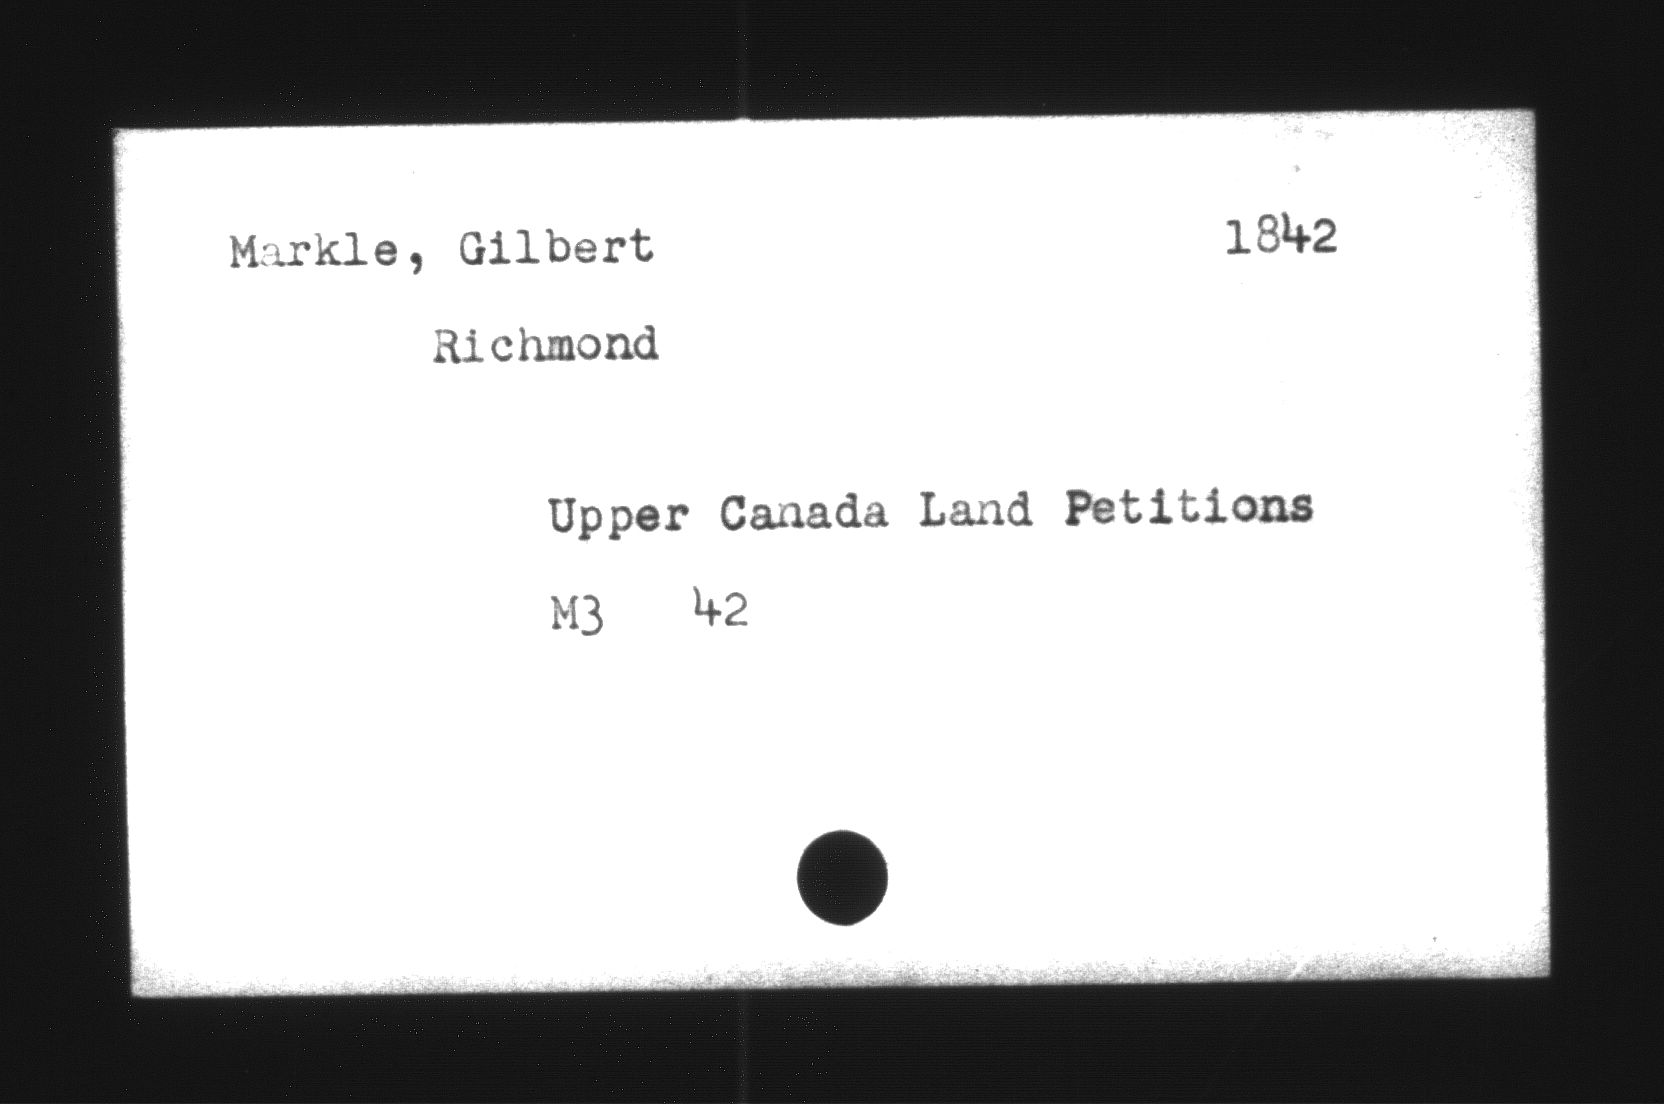 Markle, Gilbert 1842
Richmond
Upper Canada Land Petitions
M3 42